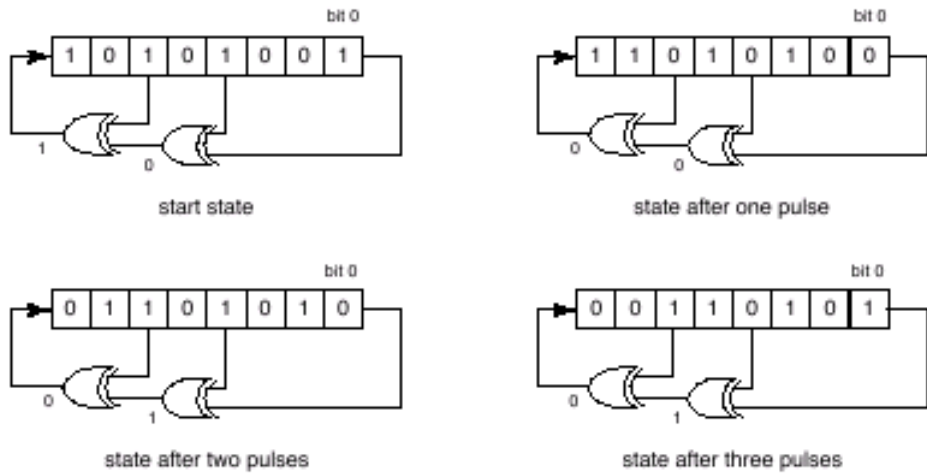 bit 0
1 0 1 0 1 0 0 1
1
0
start state
bit 0
1 1 0 1 0 1 0 0
0
0
state after one pulse
bit 0
0 1 1 0 1 0 1 0
0
1
state after two pulses
bit 0
0 0 1 1 0 1 0 1
0
1
state after three pulses